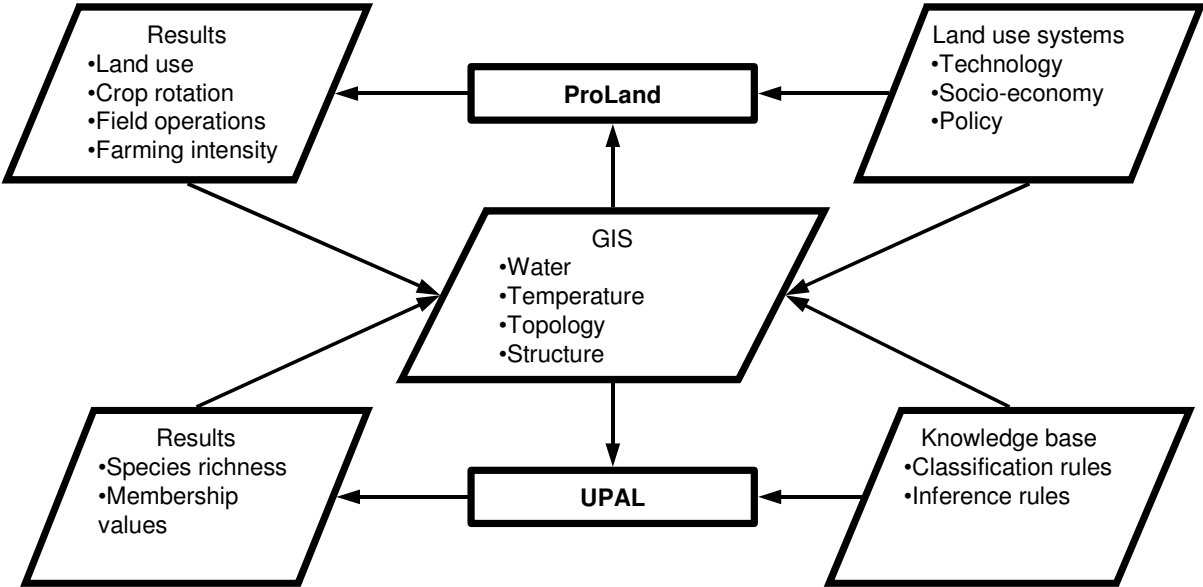 Results
•Land use
•Crop rotation
•Field operations
•Farming intensity
ProLand
Land use systems
•Technology
•Socio-economy
•Policy
GIS
•Water
•Temperature
•Topology
•Structure
Results
•Species richness
•Membership
values
UPAL
Knowledge base
•Classification rules
•Inference rules